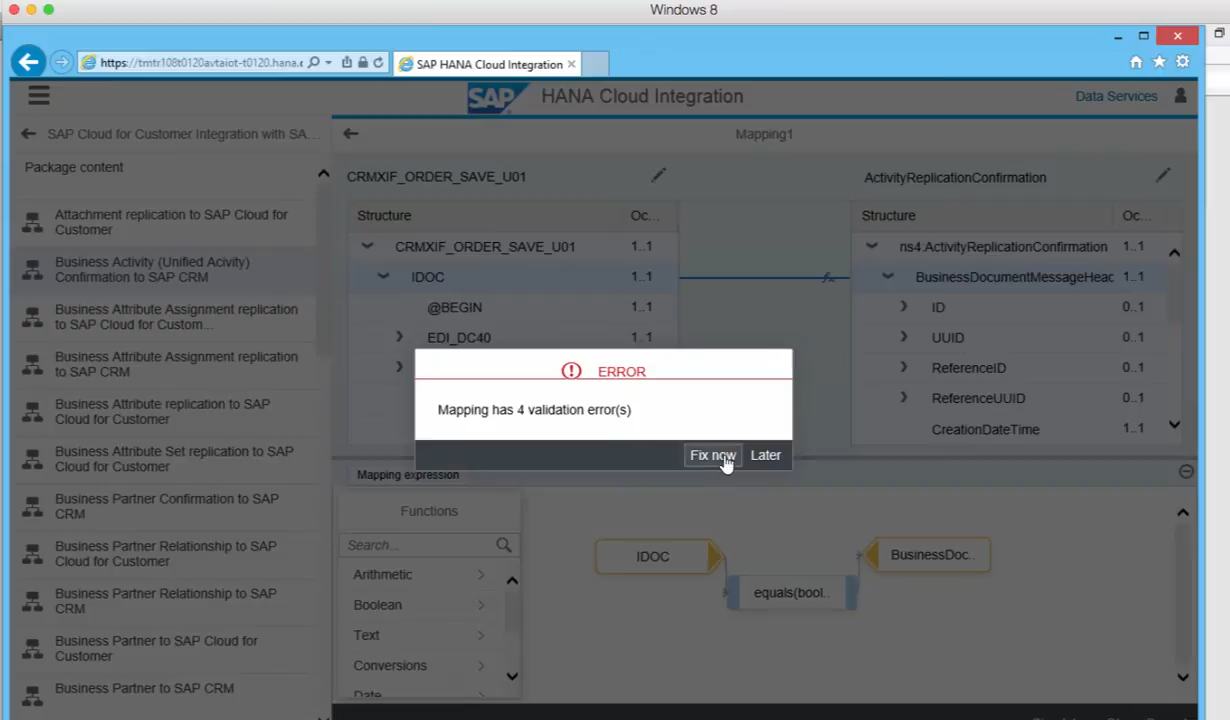 Windows 8
https://tmtr108t0120avtaiot-t0120.hana.c
SAP HANA Cloud Integration
SAP HANA Cloud Integration
Data Services
SAP Cloud for Customer Integration with SA...
Mapping1
Package content
Attachment replication to SAP Cloud for
Customer
Business Activity (Unified Acivity)
Confirmation to SAP CRM
Business Attribute Assignment replication
to SAP Cloud for Custom...
Business Attribute Assignment replication
to SAP CRM
Business Attribute replication to SAP
Cloud for Customer
Business Attribute Set replication to SAP
Cloud for Customer
Business Partner Confirmation to SAP
CRM
Business Partner Relationship to SAP
Cloud for Customer
Business Partner Relationship to SAP
CRM
Business Partner to SAP Cloud for
Customer
Business Partner to SAP CRM
CRMXIF_ORDER_SAVE_U01
Structure Oc...
CRMXIF_ORDER_SAVE_U01 1..1
IDOC 1..1
@BEGIN 1..1
EDI_DC40 1..1
ActivityReplicationConfirmation
Structure Oc...
ns4:ActivityReplicationConfirmation 1..1
BusinessDocumentMessageHeac 1..1
ID 0..1
UUID 0..1
ReferenceID 0..1
ReferenceUUID 0..1
CreationDateTime 1..1
fx
ERROR
Mapping has 4 validation error(s)
Fix now Later
Mapping expression
Functions
Search...
Arithmetic
Boolean
Text
Conversions
Date
IDOC
equals(bool..
BusinessDoc..